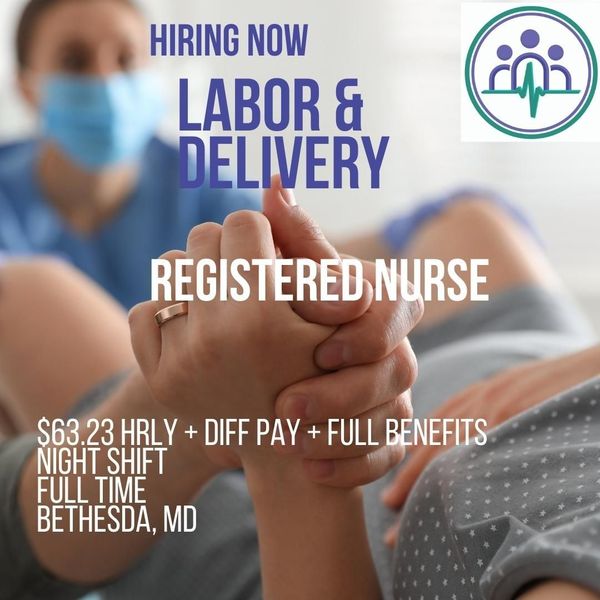 HIRING NOW
LABOR &
DELIVERY
REGISTERED NURSE
$63.23 HRLY + DIFF PAY + FULL BENEFITS
NIGHT SHIFT
FULL TIME
BETHESDA, MD